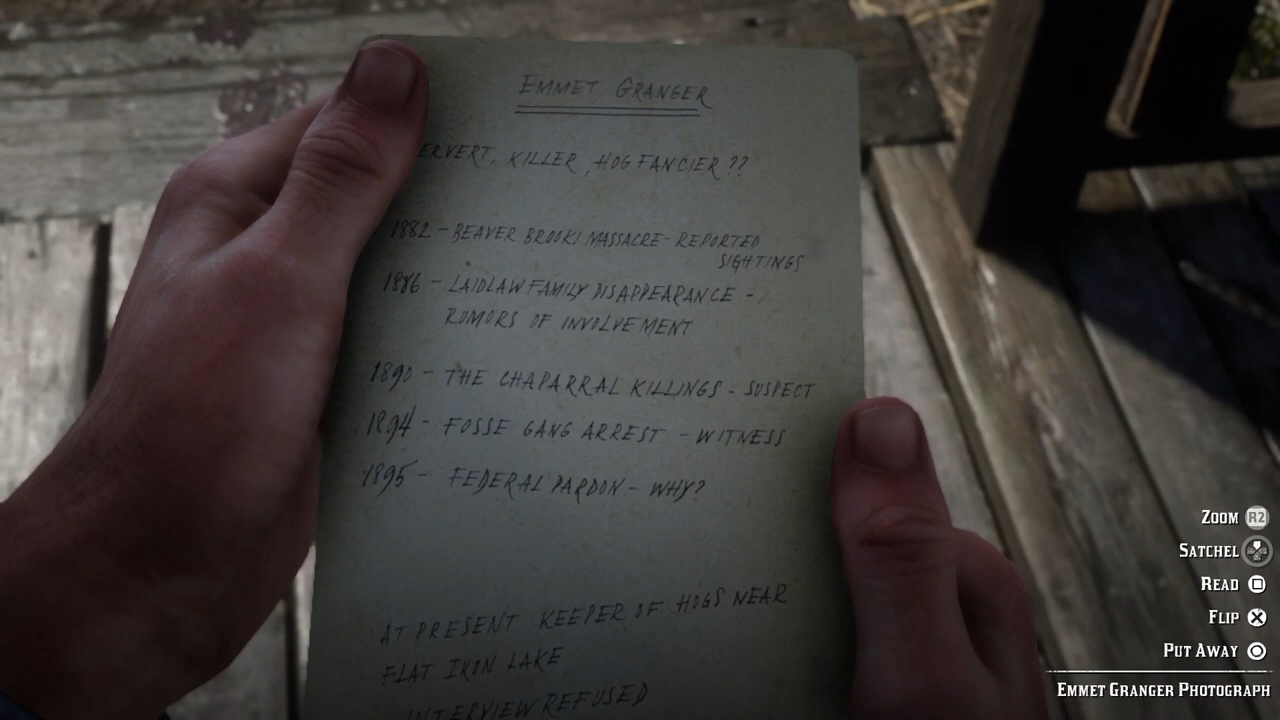 EMMET GRANGER
ERVERT, KILLER, HOG FANCIER ??
1882 - BEAVER BROOK! MASSACRE - REPORTED
SIGHTINGS
1886 - LAIDLAW FAMILY DISAPPEARANCE -
RUMORS OF INVOLVEMENT
1890 - THE CHAPARRAL KILLINGS - SUSPECT
1894 - FOSSE GANG ARREST - WITNESS
1895 - FEDERAL PARDON - WHY?
AT PRESENT KEEPER OF HOGS NEAR
FLAT IRON LAKE
INTERVIEW REFUSED
ZOOM R2
SATCHEL
READ
FLIP
PUT AWAY
EMMET GRANGER PHOTOGRAPH